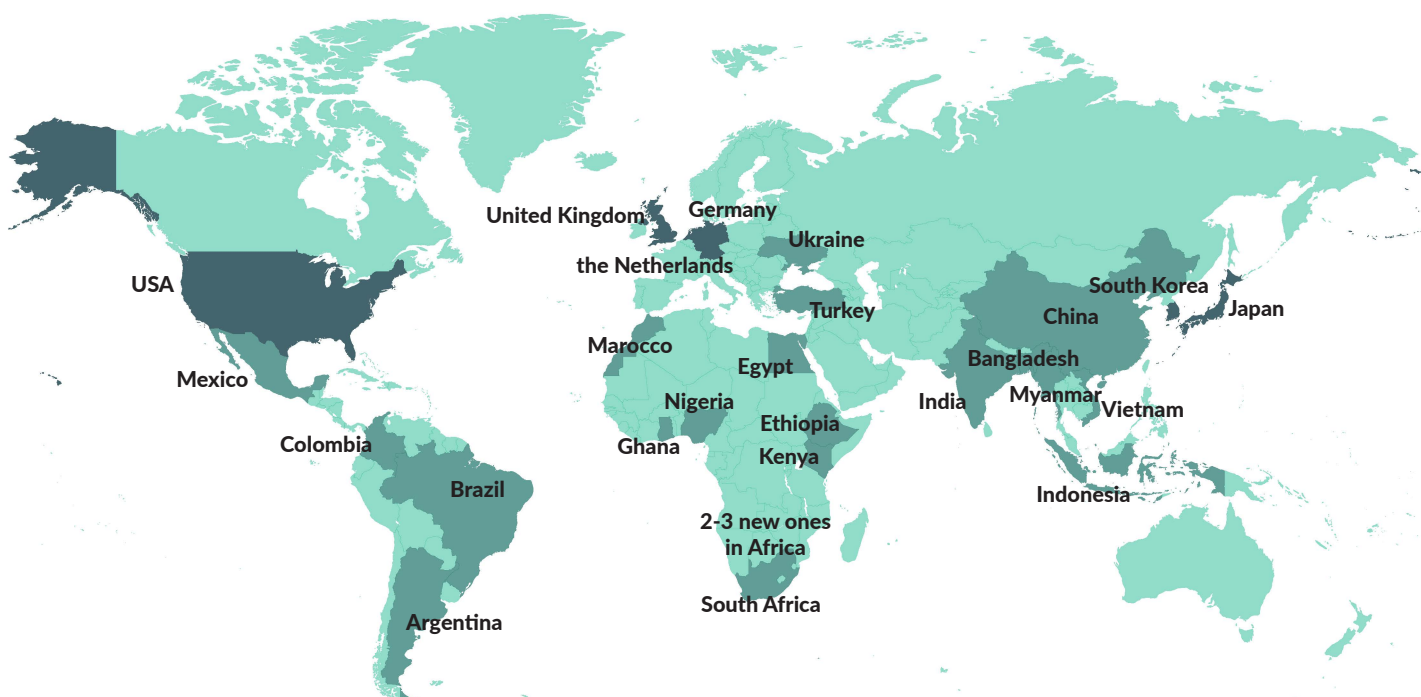 United Kingdom
Germany
Ukraine
the Netherlands
USA
South Korea
Turkey
China
Japan
Marocco
Bangladesh
Egypt
Mexico
Myanmar
India
Nigeria
Vietnam
Ethiopia
Colombia
Ghana
Kenya
Brazil
Indonesia
2-3 new ones
in Africa
South Africa
Argentina